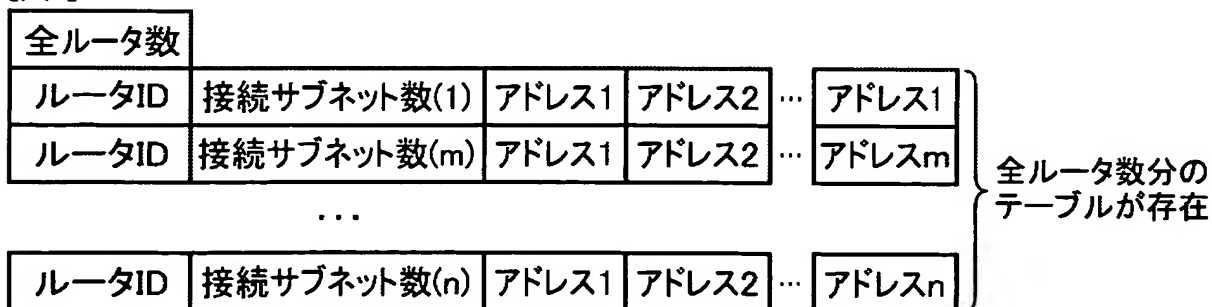 全ルータ数
ルータID 接続サブネット数(1) アドレス1 アドレス2 … アドレス1
ルータID 接続サブネット数(m) アドレス1 アドレス2 … アドレスm
全ルータ数分の
テーブルが存在
...
ルータID 接続サブネット数(n) アドレス1 アドレス2 … アドレスn